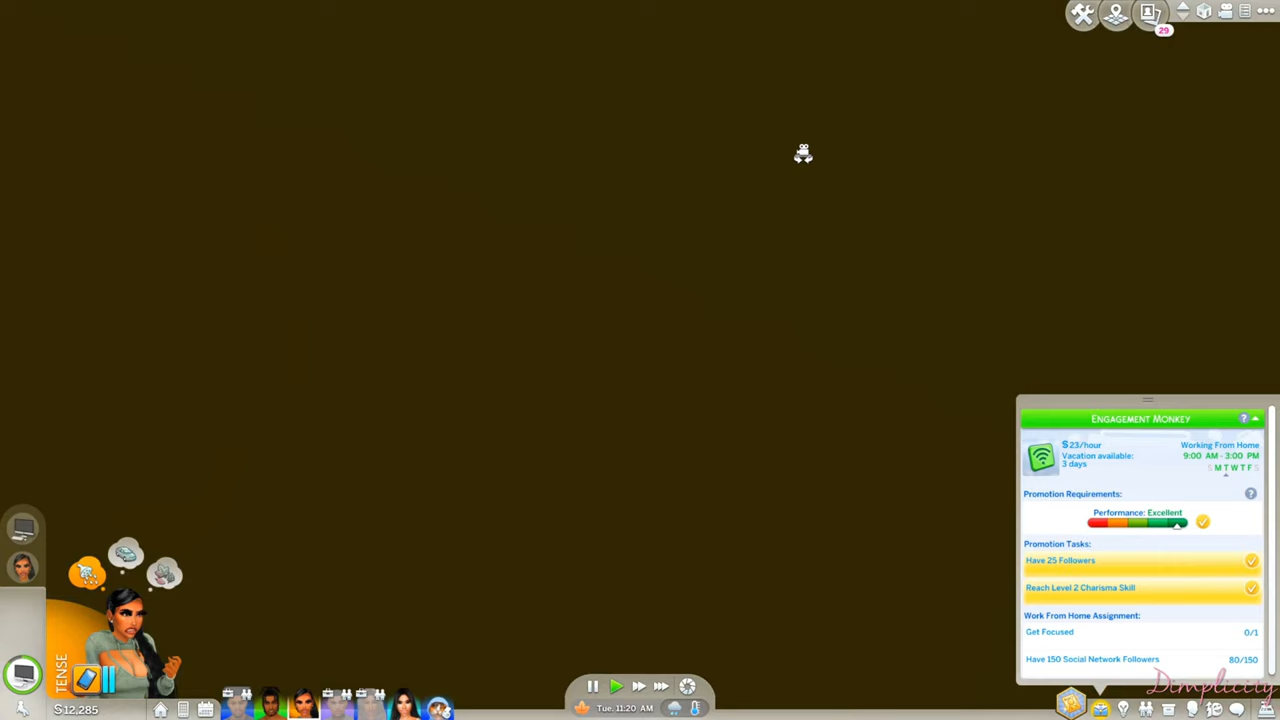 29
ENGAGEMENT MONKEY
$23/hour
Working From Home
Vacation available:
3 days
9:00 AM - 3:00 PM
S M T W T F S
Promotion Requirements:
Performance: Excellent
Promotion Tasks:
Have 25 Followers
Reach Level 2 Charisma Skill
Work From Home Assignment:
Get Focused
0/1
Have 150 Social Network Followers
80/150
Dimplicity
TENSE
$12,285
Tue. 11:20 AM